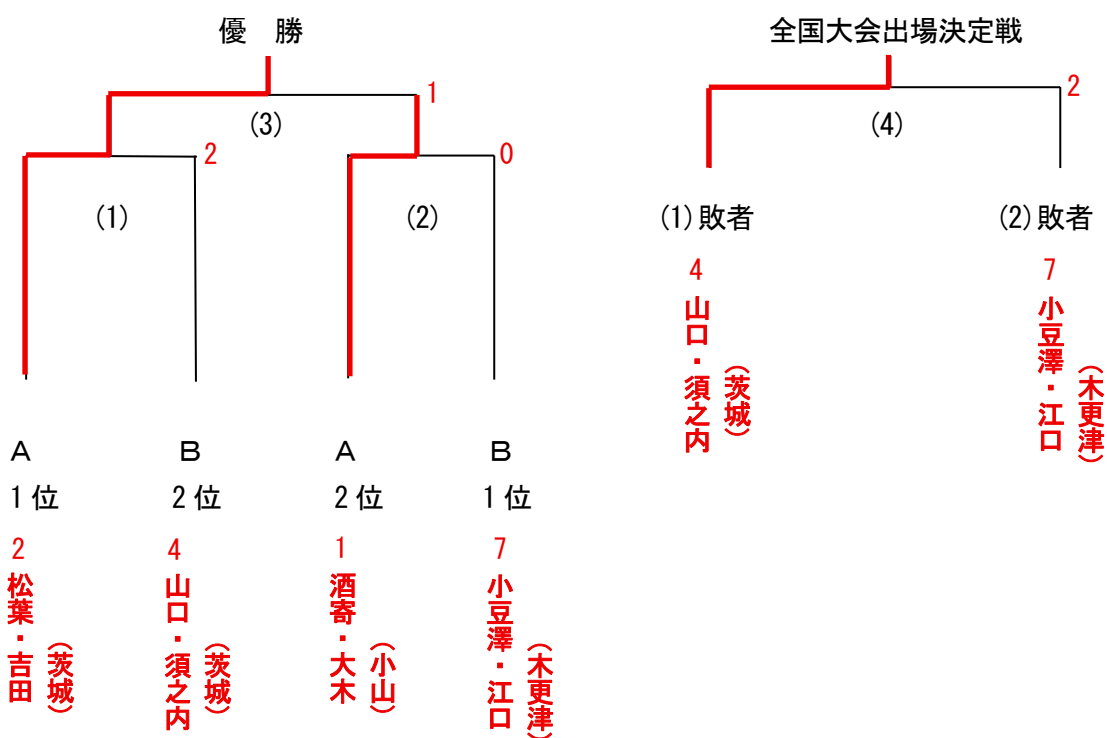 優 勝
1
(3)
2
0
(1)
(2)
A
B
A
B
1位
2位
2位
1位
2
4
1
7
松葉・吉田
(茨城)
山口・須之内
(茨城)
酒寄・大木
(小山)
小豆澤・江口
(木更津)
全国大会出場決定戦
2
(4)
(1)敗者
(2)敗者
4
7
山口・須之内
(茨城)
小豆澤・江口
(木更津)